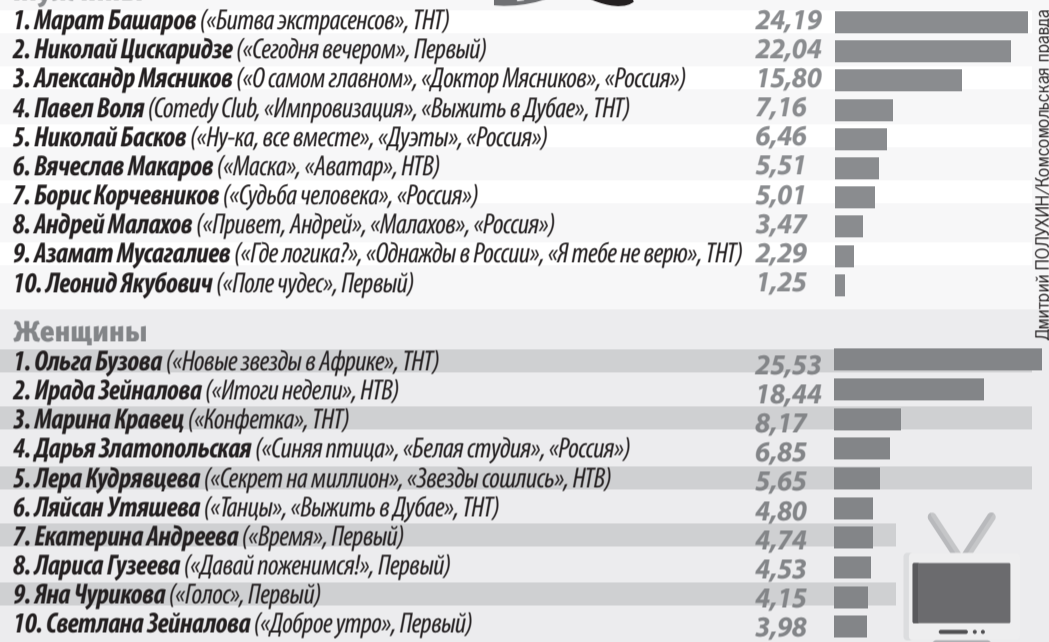 1. Марат Башаров («Битва экстрасенсов», ТНТ) 24,19
2. Николай Цискаридзе («Сегодня вечером», Первый) 22,04
3. Александр Мясников («О самом главном», «Доктор Мясников», «Россия») 15,80
4. Павел Воля (Comedy Club, «Импровизация», «Выжить в Дубае», ТНТ) 7,16
5. Николай Басков («Ну-ка, все вместе», «Дуэты», «Россия») 6,46
6. Вячеслав Макаров («Маска», «Аватар», НТВ) 5,51
7. Борис Корчевников («Судьба человека», «Россия») 5,01
8. Андрей Малахов («Привет, Андрей», «Малахов», «Россия») 3,47
9. Азамат Мусагалиев («Где логика?», «Однажды в России», «Я тебе не верю», ТНТ) 2,29
10. Леонид Якубович («Поле чудес», Первый) 1,25
Женщины
1. Ольга Бузова («Новые звезды в Африке», ТНТ) 25,53
2. Ирада Зейналова («Итоги недели», НТВ) 18,44
3. Марина Кравец («Конфетка», ТНТ) 8,17
4. Дарья Златопольская («Синяя птица», «Белая студия», «Россия») 6,85
5. Лера Кудрявцева («Секрет на миллион», «Звезды сошлись», НТВ) 5,65
6. Ляйсан Утяшева («Танцы», «Выжить в Дубае», ТНТ) 4,80
7. Екатерина Андреева («Время», Первый) 4,74
8. Лариса Гузеева («Давай поженимся!», Первый) 4,53
9. Яна Чурикова («Голос», Первый) 4,15
10. Светлана Зейналова («Доброе утро», Первый) 3,98
Дмитрий ПОЛУХИН/Комсомольская правда